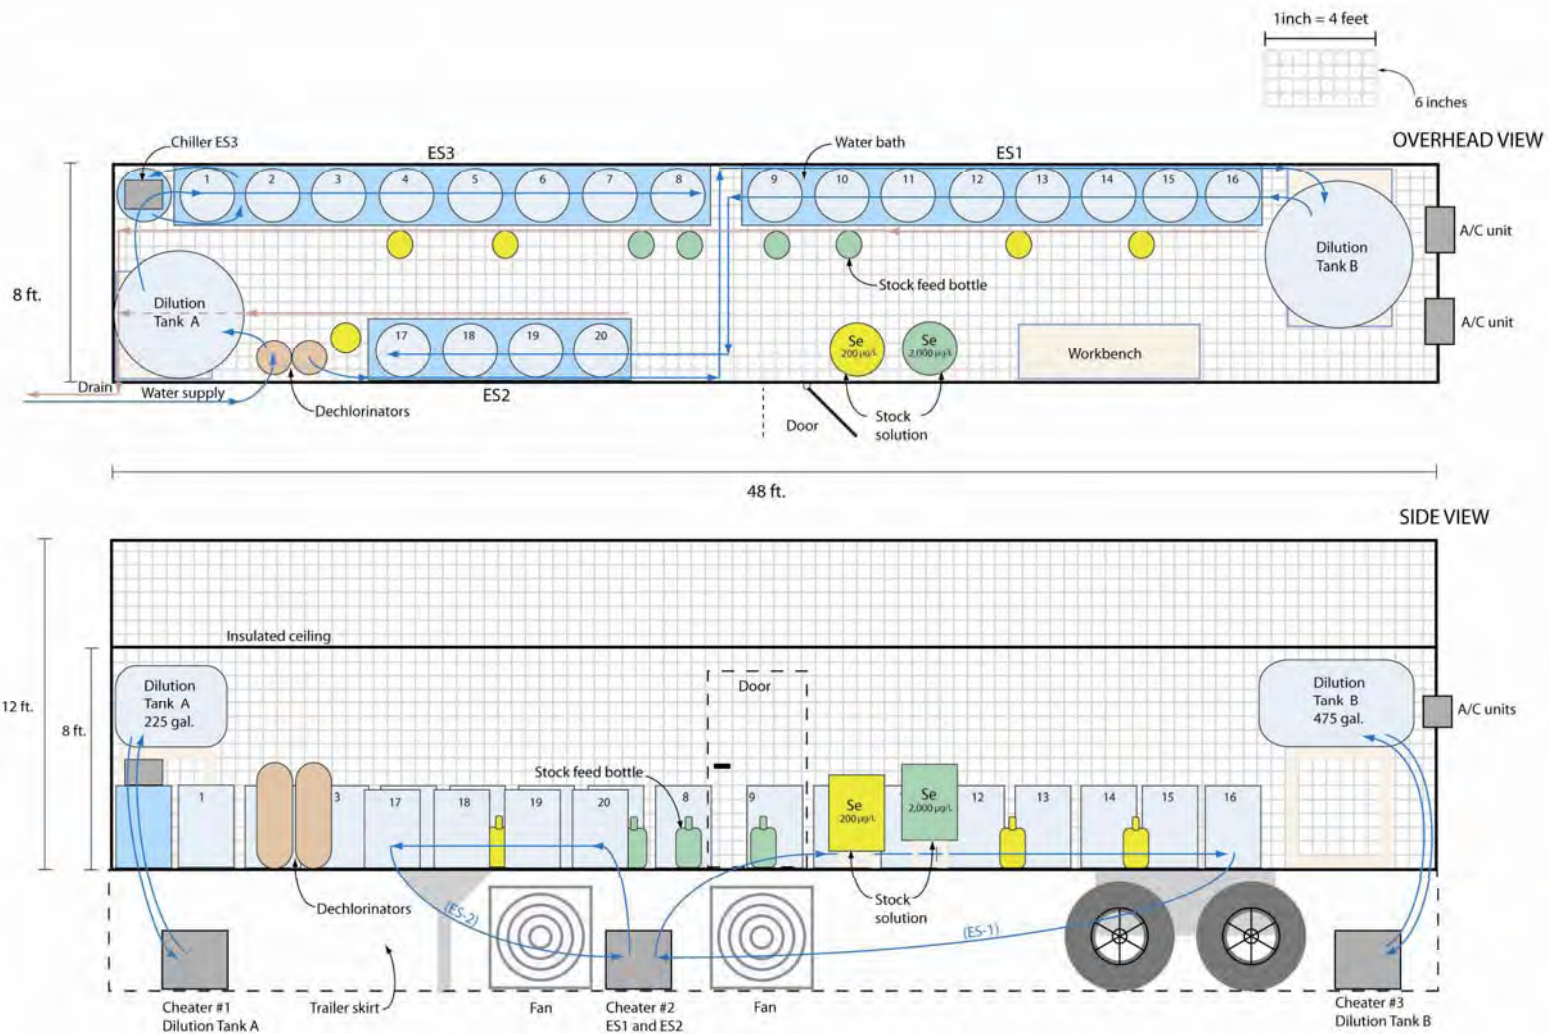 1inch = 4 feet
6 inches
OVERHEAD VIEW
Chiller ES3
ES3
Water bath
ES1
1
2
3
4
5
6
7
8
9
10
11
12
13
14
15
16
A/C unit
8 ft.
Dilution
Tank A
Dilution
Tank B
Stock feed bottle
A/C unit
17
18
19
20
Se
200 µg/L
Se
2,000 µg/L
Workbench
Drain
Water supply
Dechlorinators
ES2
Door
Stock
solution
48 ft.
SIDE VIEW
Insulated ceiling
12 ft.
8 ft.
Dilution
Tank A
225 gal.
Door
Dilution
Tank B
475 gal.
A/C units
Stock feed bottle
1
3
17
18
19
20
8
9
Se
200 µg/L
Se
2,000 µg/L
12
13
14
15
16
Dechlorinators
(ES-2)
Stock
solution
(ES-1)
Cheater #1
Dilution Tank A
Trailer skirt
Fan
Cheater #2
ES1 and ES2
Fan
Cheater #3
Dilution Tank B